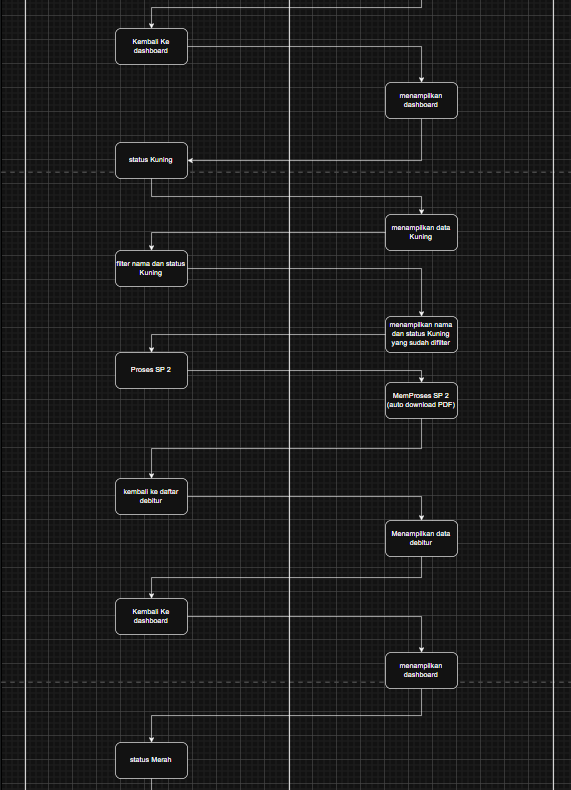 Kembali Ke
dashboard
menampilkan
dashboard
status Kuning
menampilkan data
Kuning
filter nama dan status
Kuning
menampilkan nama
dan status Kuning
yang sudah difilter
Proses SP 2
MemProses SP 2
(auto download PDF)
kembali ke daftar
debitur
Menampilkan data
debitur
Kembali Ke
dashboard
menampilkan
dashboard
status Merah